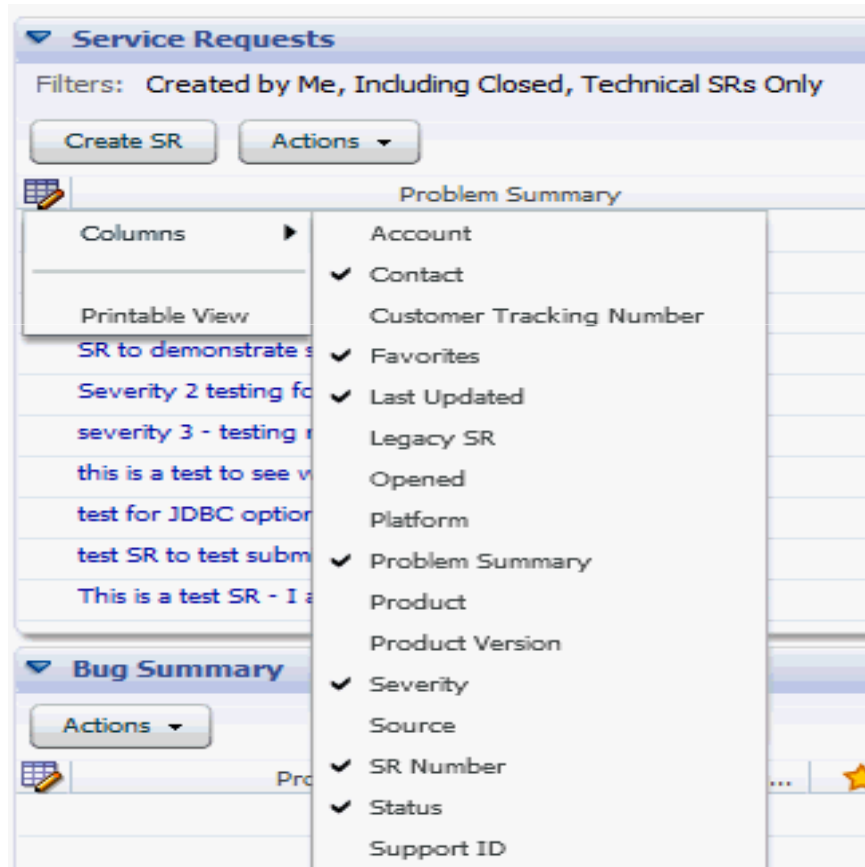 Service Requests
Filters: Created by Me, Including Closed, Technical SRs Only
Create SR Actions
Problem Summary
Columns
Printable View
Account
Contact
Customer Tracking Number
Favorites
Last Updated
Legacy SR
Opened
Platform
Problem Summary
Product
Product Version
Severity
Source
SR Number
Status
Support ID
SR to demonstrate
Severity 2 testing
severity 3 - testing
this is a test to see
test for JDBC
test SR to test
This is a test SR - I
Bug Summary
Actions
...